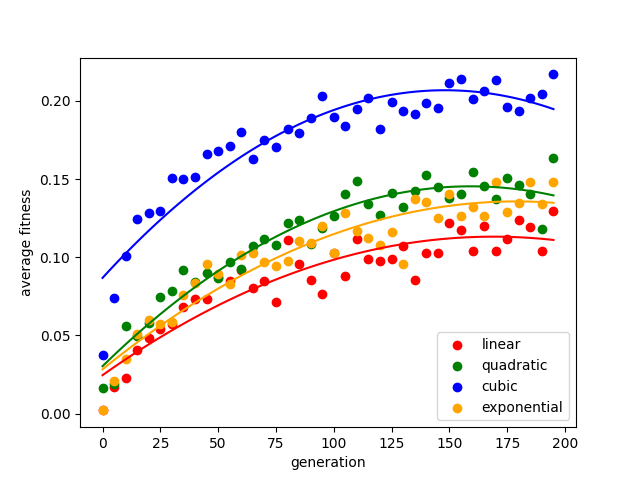 0.20
0.15
0.10
0.05
0.00
average fitness
0 25 50 75 100 125 150 175 200
generation
linear
quadratic
cubic
exponential